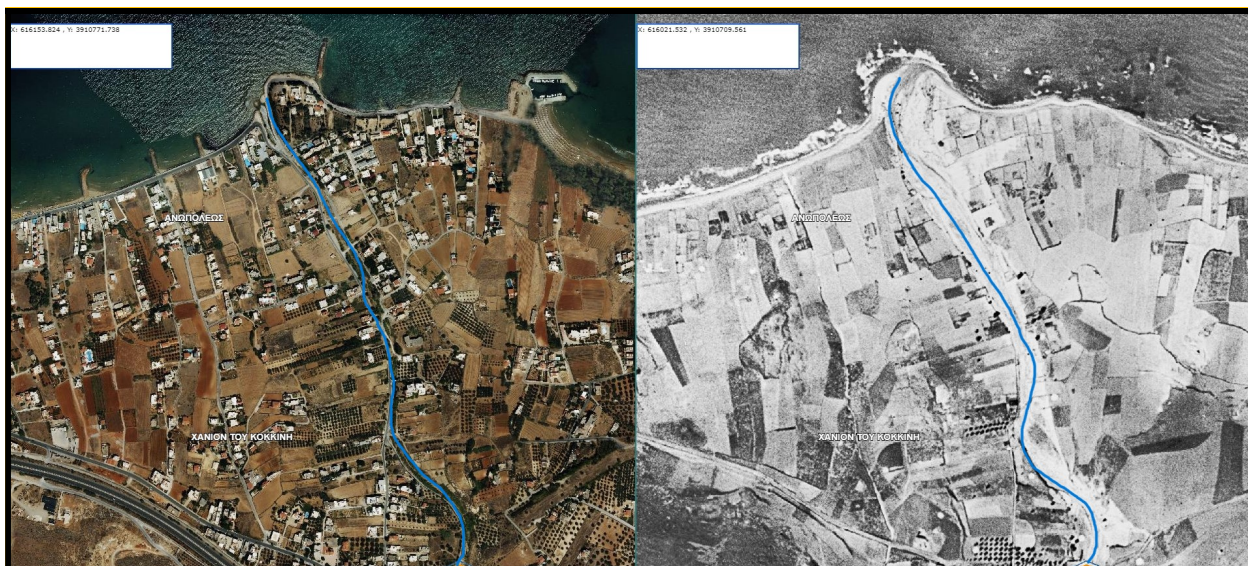 X: 616153.824 , Y: 3910771.738
ΑΝΩΠΟΛΕΩΣ
ΧΑΝΙΟΝ ΤΟΥ ΚΟΚΚΙΝΗ
X: 616021.532 , Y: 3910709.561
ΑΝΩΠΟΛΕΩΣ
ΧΑΝΙΟΝ ΤΟΥ ΚΟΚΚΙΝΗ